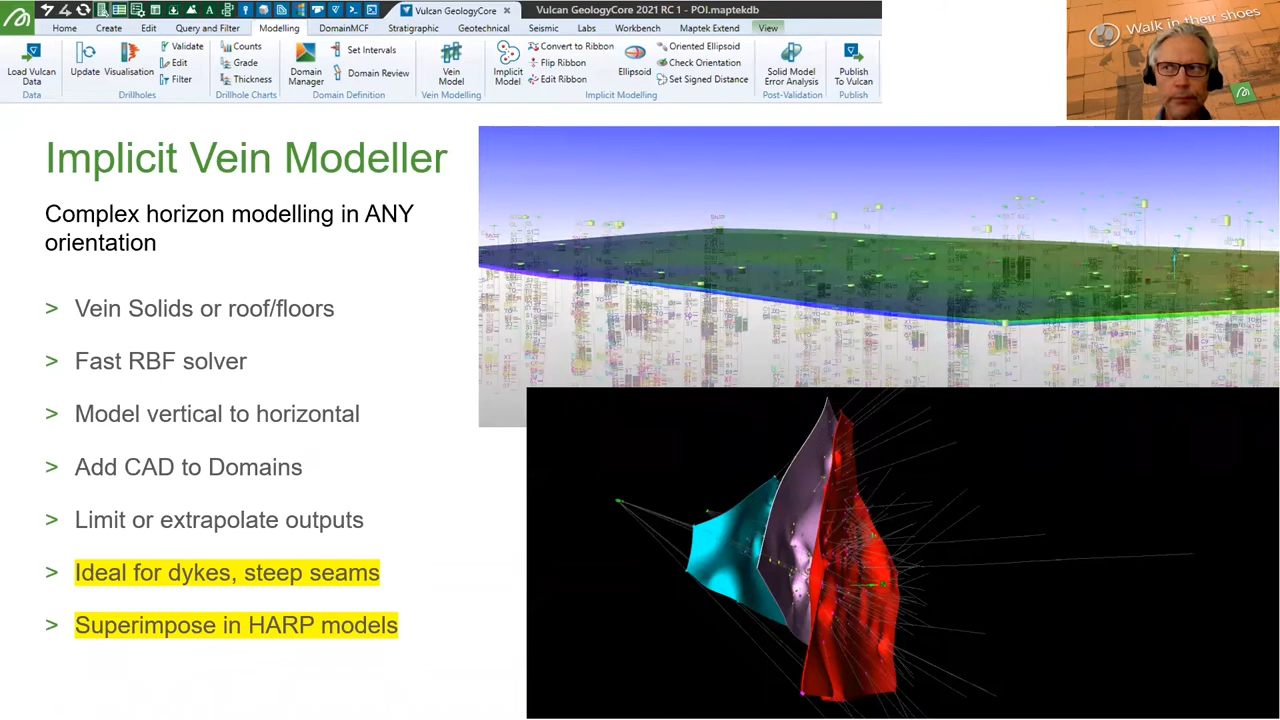 Vulcan GeologyCore
Vulcan GeologyCore 2021 RC 1 - POI.maptekdb
Home Create Edit Query and Filter Modelling DomainMCF Stratigraphic Geotechnical Seismic Labs Workbench Maptek Extend View
Load Vulcan Data
Data
Update
Visualisation
Validate
Edit
Filter
Drillholes
Counts
Grade
Thickness
Drillhole Charts
Domain Manager
Set Intervals
Domain Review
Domain Definition
Vein Model
Vein Modelling
Implicit Model
Convert to Ribbon
Flip Ribbon
Edit Ribbon
Ellipsoid
Oriented Ellipsoid
Check Orientation
Set Signed Distance
Implicit Modelling
Solid Model Error Analysis
Post-Validation
Publish To Vulcan
Publish
Walk in their shoes
Implicit Vein Modeller
Complex horizon modelling in ANY
orientation
> Vein Solids or roof/floors
> Fast RBF solver
> Model vertical to horizontal
> Add CAD to Domains
> Limit or extrapolate outputs
> Ideal for dykes, steep seams
> Superimpose in HARP models